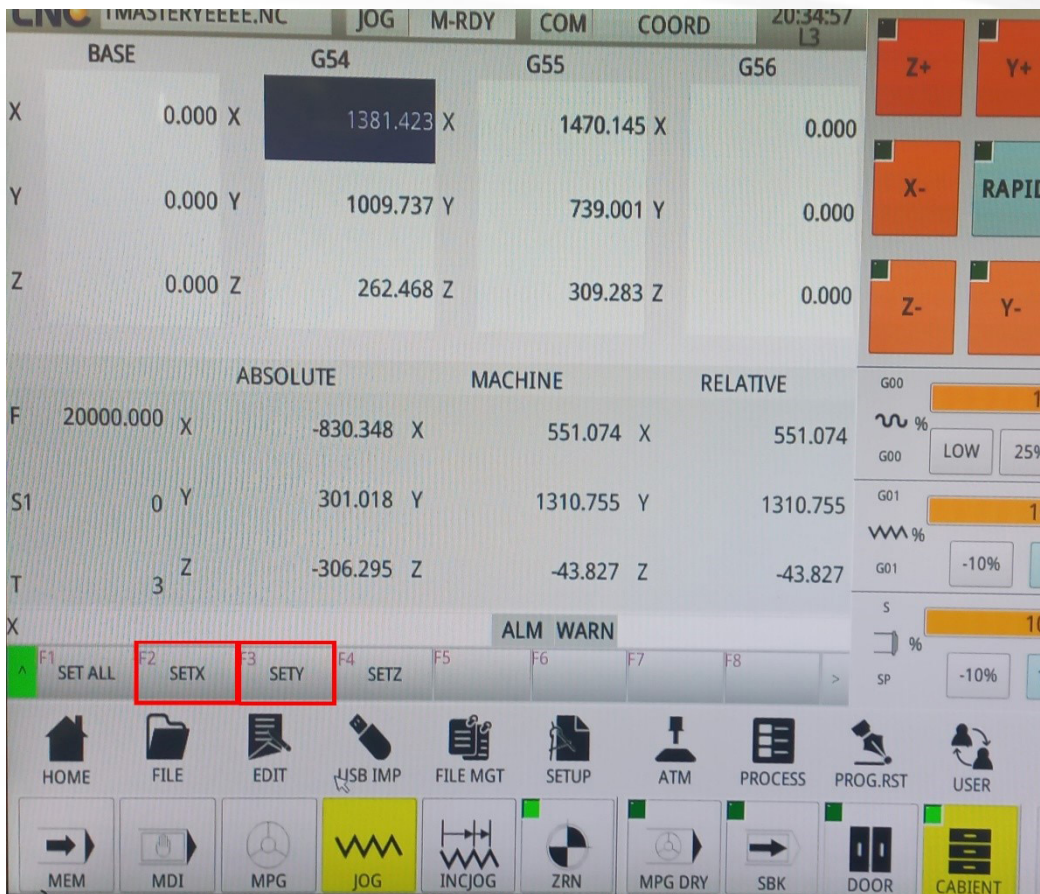 CNC TMASTERYEEEE.NC JOG M-RDY COM COORD 20:34:57
L3
BASE G54 G55 G56
X 0.000 X 1381.423 X 1470.145 X 0.000
Y 0.000 Y 1009.737 Y 739.001 Y 0.000
Z 0.000 Z 262.468 Z 309.283 Z 0.000
ABSOLUTE MACHINE RELATIVE
F 20000.000 X -830.348 X 551.074 X 551.074
S1 0 Y 301.018 Y 1310.755 Y 1310.755
T 3 Z -306.295 Z -43.827 Z -43.827
X ALM WARN
^ F1 SET ALL F2 SETX F3 SETY F4 SETZ F5 F6 F7 F8 >
Z+ Y+
X- RAPID
Z- Y-
G00
%
G00 LOW 25%
G01
%
G01 -10%
S
%
SP -10%
HOME FILE EDIT USB IMP FILE MGT SETUP ATM PROCESS PROG.RST USER
MEM MDI MPG JOG INCJOG ZRN MPG DRY SBK DOOR CABIENT